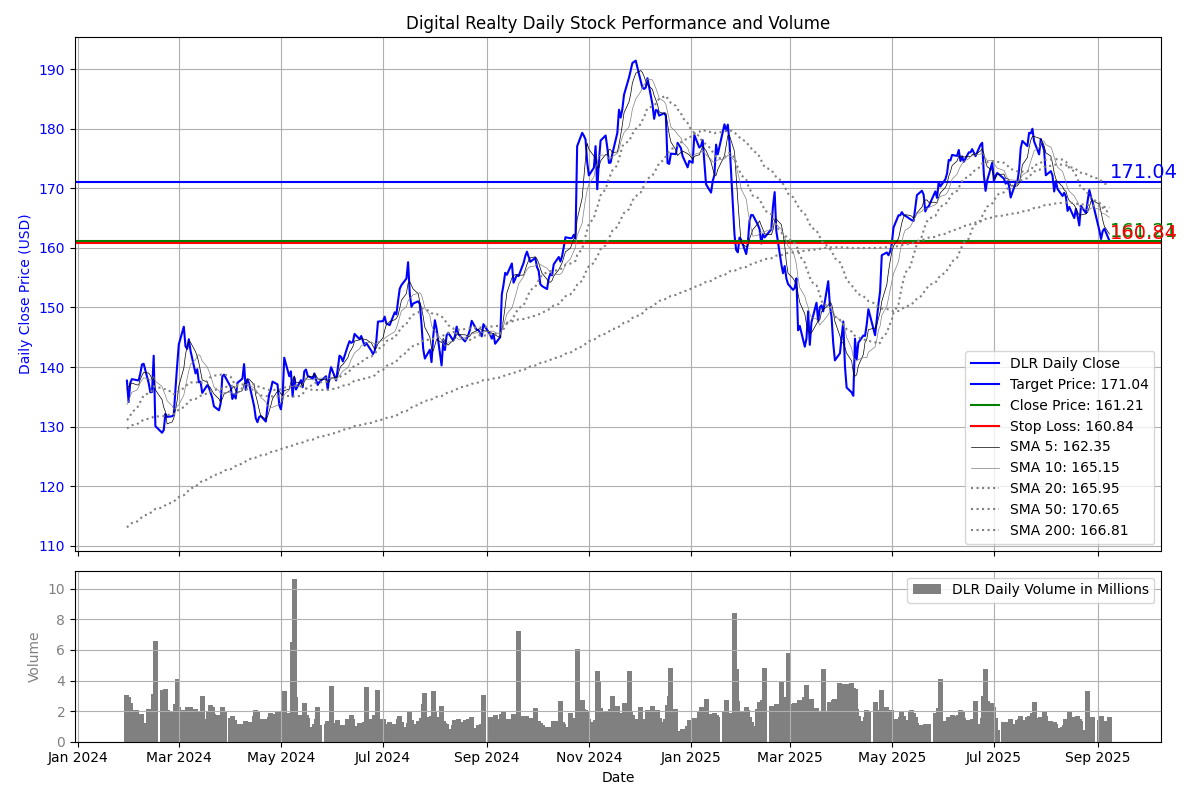 Digital Realty Daily Stock Performance and Volume
Daily Close Price (USD)
190
180
170
160
150
140
130
120
110
171.04
161.21
160.84
DLR Daily Close
Target Price: 171.04
Close Price: 161.21
Stop Loss: 160.84
SMA 5: 162.35
SMA 10: 165.15
SMA 20: 165.95
SMA 50: 170.65
SMA 200: 166.81
Volume
10
8
6
4
2
0
DLR Daily Volume in Millions
Jan 2024 Mar 2024 May 2024 Jul 2024 Sep 2024 Nov 2024 Jan 2025 Mar 2025 May 2025 Jul 2025 Sep 2025
Date